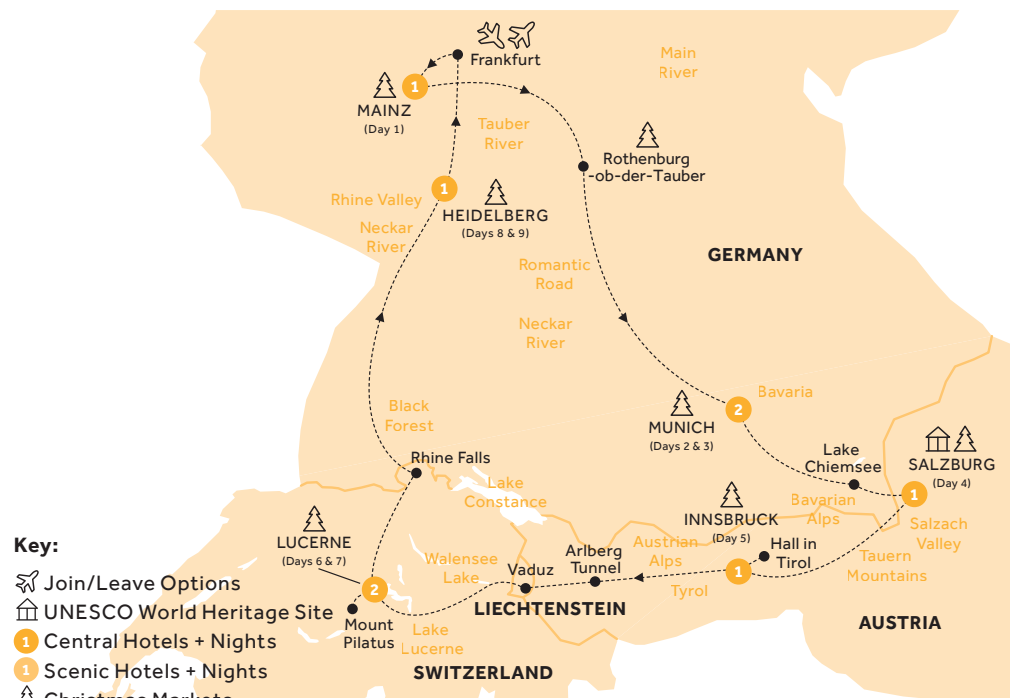 Frankfurt
Main
River
1
MAINZ
(Day 1)
Tauber
River
Rothenburg
-ob-der-Tauber
Rhine Valley
1
HEIDELBERG
(Days 8 & 9)
Neckar
River
GERMANY
Romantic
Road
Neckar
River
Bavaria
2
MUNICH
(Days 2 & 3)
Black
Forest
Rhine Falls
Lake
Chiemsee
SALZBURG
(Day 4)
1
Lake
Constance
Bavarian
Alps
INNSBRUCK
(Day 5)
Salzach
Valley
LUCERNE
(Days 6 & 7)
2
Walensee
Lake
Vaduz
Arlberg
Tunnel
Austrian
Alps
Hall in
Tirol
1
Tauern
Mountains
Tyrol
LIECHTENSTEIN
AUSTRIA
Mount
Pilatus
Lake
Lucerne
SWITZERLAND
Key:
Join/Leave Options
UNESCO World Heritage Site
1 Central Hotels + Nights
1 Scenic Hotels + Nights
Christmas Markets